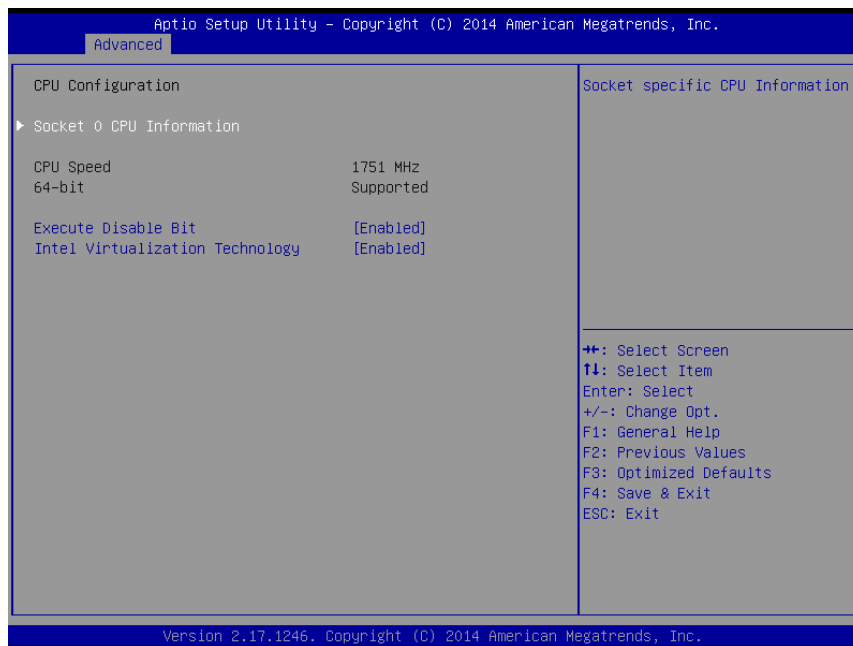 Aptio Setup Utility – Copyright (C) 2014 American Megatrends, Inc.
Advanced
CPU Configuration
Socket 0 CPU Information
CPU Speed 1751 MHz
64-bit Supported
Execute Disable Bit [Enabled]
Intel Virtualization Technology [Enabled]
Socket specific CPU Information
→←: Select Screen
↑↓: Select Item
Enter: Select
+/-: Change Opt.
F1: General Help
F2: Previous Values
F3: Optimized Defaults
F4: Save & Exit
ESC: Exit
Version 2.17.1246. Copyright (C) 2014 American Megatrends, Inc.